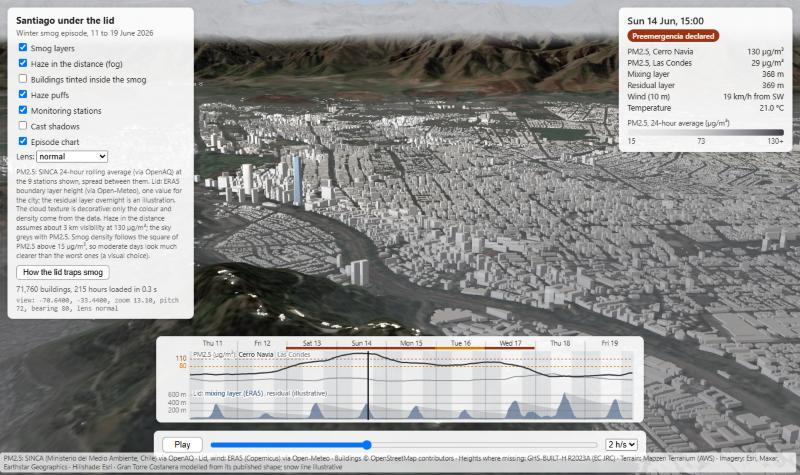 Santiago under the lid
Winter smog episode, 11 to 19 June 2026
Smog layers
Haze in the distance (fog)
Buildings tinted inside the smog
Haze puffs
Monitoring stations
Cast shadows
Episode chart
Lens: normal
PM2.5: SINCA 24-hour rolling average (via OpenAQ) at
the 9 stations shown, spread between them. Lid: ERA5
boundary layer height (via Open-Meteo), one value for
the city; the residual layer overnight is an illustration.
The cloud texture is decorative: only the colour and
density come from the data. Haze in the distance
assumes about 3 km visibility at 130 µg/m³; the sky
greys with PM2.5. Smog density follows the square of
PM2.5 above 15 µg/m³, so moderate days look much
clearer than the worst ones (a visual choice).
How the lid traps smog
71,760 buildings, 215 hours loaded in 0.3 s
view: -70.6400, -33.4400, zoom 13.10, pitch
72, bearing 80, lens normal
Sun 14 Jun, 15:00
Preemergencia declared
PM2.5, Cerro Navia 130 µg/m³
PM2.5, Las Condes 29 µg/m³
Mixing layer 368 m
Residual layer 369 m
Wind (10 m) 19 km/h from SW
Temperature 21.0 °C
PM2.5, 24-hour average (µg/m³)
15 73 130+
Thu 11 Fri 12 Sat 13 Sun 14 Mon 15 Tue 16 Wed 17 Thu 18 Fri 19
PM2.5 (µg/m³): Cerro Navia Las Condes
110
80
Lid: mixing layer (ERA5) residual (illustrative)
600 m
400 m
200 m
Play 2 h/s
PM2.5: SINCA (Ministerio del Medio Ambiente, Chile) via OpenAQ · Lid, wind: ERA5 (Copernicus) via Open-Meteo · Buildings © OpenStreetMap contributors · Heights where missing: GHS-BUILT-H R2023A (EC JRC) · Terrain: Mapzen Terrarium (AWS) · Imagery: Esri, Maxar,
Earthstar Geographics · Hillshade: Esri · Gran Torre Costanera modelled from its published shape; snow line illustrative